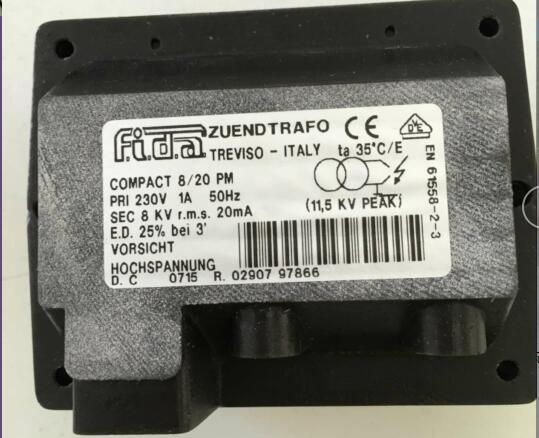 f.i.d.a ZUENDTRAFO CE
TREVISO - ITALY ta 35°C/E
COMPACT 8/20 PM
PRI 230V 1A 50Hz
SEC 8 KV r.m.s. 20mA
(11,5 KV PEAK)
E.D. 25% bei 3'
VORSICHT
HOCHSPANNUNG
D. C 0715 R. 02907 97866
EN 61558-2-3